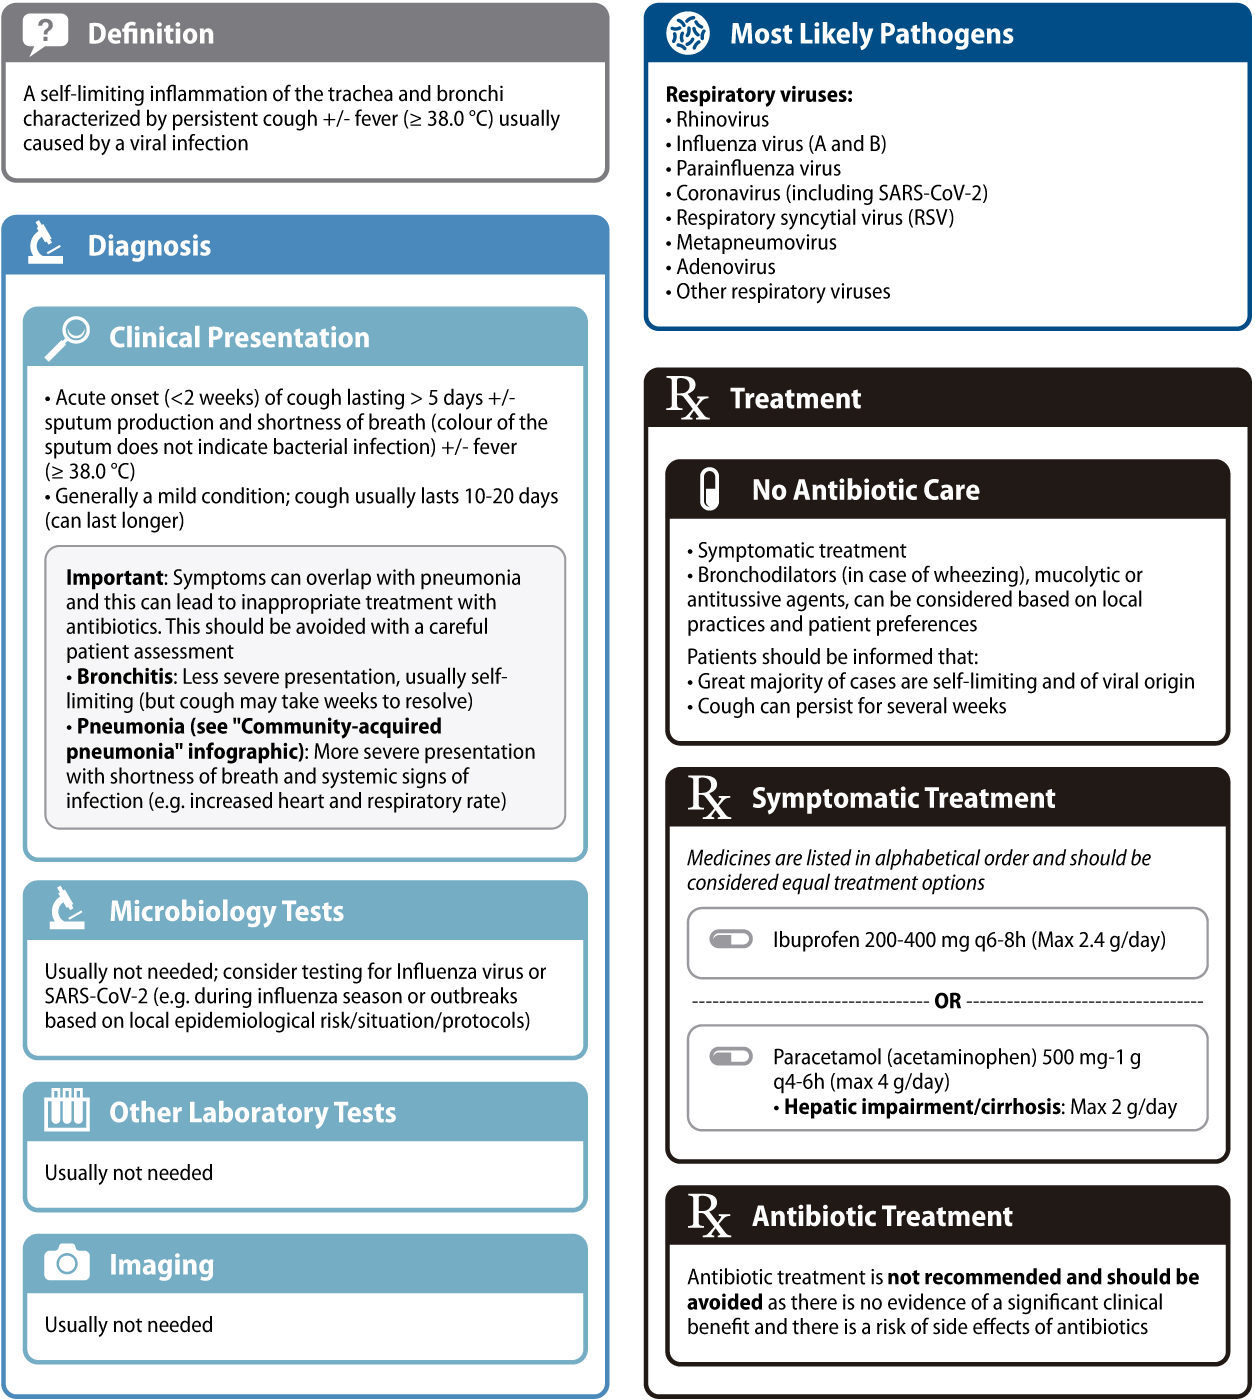 Definition
A self-limiting inflammation of the trachea and bronchi
characterized by persistent cough +/- fever (≥ 38.0 °C) usually
caused by a viral infection
Diagnosis
Clinical Presentation
• Acute onset (<2 weeks) of cough lasting > 5 days +/-
sputum production and shortness of breath (colour of the
sputum does not indicate bacterial infection) +/- fever
(≥ 38.0 °C)
• Generally a mild condition; cough usually lasts 10-20 days
(can last longer)
Important: Symptoms can overlap with pneumonia
and this can lead to inappropriate treatment with
antibiotics. This should be avoided with a careful
patient assessment
• Bronchitis: Less severe presentation, usually self-
limiting (but cough may take weeks to resolve)
• Pneumonia (see "Community-acquired
pneumonia" infographic): More severe presentation
with shortness of breath and systemic signs of
infection (e.g. increased heart and respiratory rate)
Microbiology Tests
Usually not needed; consider testing for Influenza virus or
SARS-CoV-2 (e.g. during influenza season or outbreaks
based on local epidemiological risk/situation/protocols)
Other Laboratory Tests
Usually not needed
Imaging
Usually not needed
Most Likely Pathogens
Respiratory viruses:
• Rhinovirus
• Influenza virus (A and B)
• Parainfluenza virus
• Coronavirus (including SARS-CoV-2)
• Respiratory syncytial virus (RSV)
• Metapneumovirus
• Adenovirus
• Other respiratory viruses
Rx Treatment
No Antibiotic Care
• Symptomatic treatment
• Bronchodilators (in case of wheezing), mucolytic or
antitussive agents, can be considered based on local
practices and patient preferences
Patients should be informed that:
• Great majority of cases are self-limiting and of viral origin
• Cough can persist for several weeks
Rx Symptomatic Treatment
Medicines are listed in alphabetical order and should be
considered equal treatment options
Ibuprofen 200-400 mg q6-8h (Max 2.4 g/day)
OR
Paracetamol (acetaminophen) 500 mg-1 g
q4-6h (max 4 g/day)
• Hepatic impairment/cirrhosis: Max 2 g/day
Rx Antibiotic Treatment
Antibiotic treatment is not recommended and should be
avoided as there is no evidence of a significant clinical
benefit and there is a risk of side effects of antibiotics